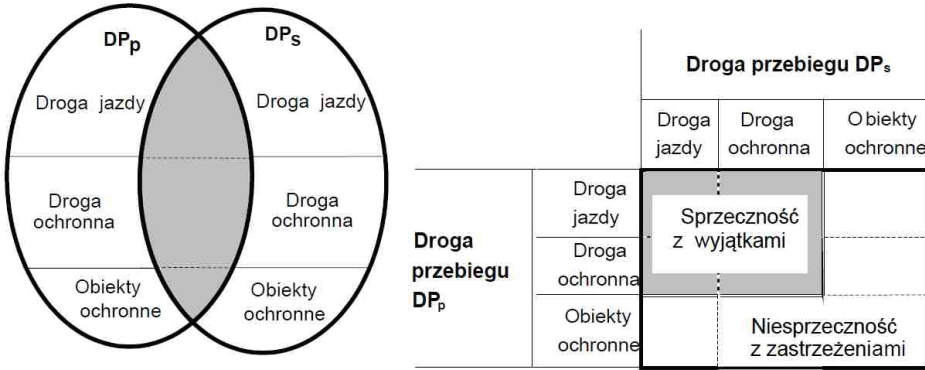 DPp
DPs
Droga jazdy
Droga jazdy
Droga
ochronna
Droga
ochronna
Obiekty
ochronne
Obiekty
ochronne
Droga przebiegu DPs
Droga
jazdy
Droga
ochronna
Obiekty
ochronne
Droga
przebiegu
DPp
Droga
jazdy
Droga
ochronna
Obiekty
ochronne
Sprzeczność
z wyjątkami
Niesprzeczność
z zastrzeżeniami